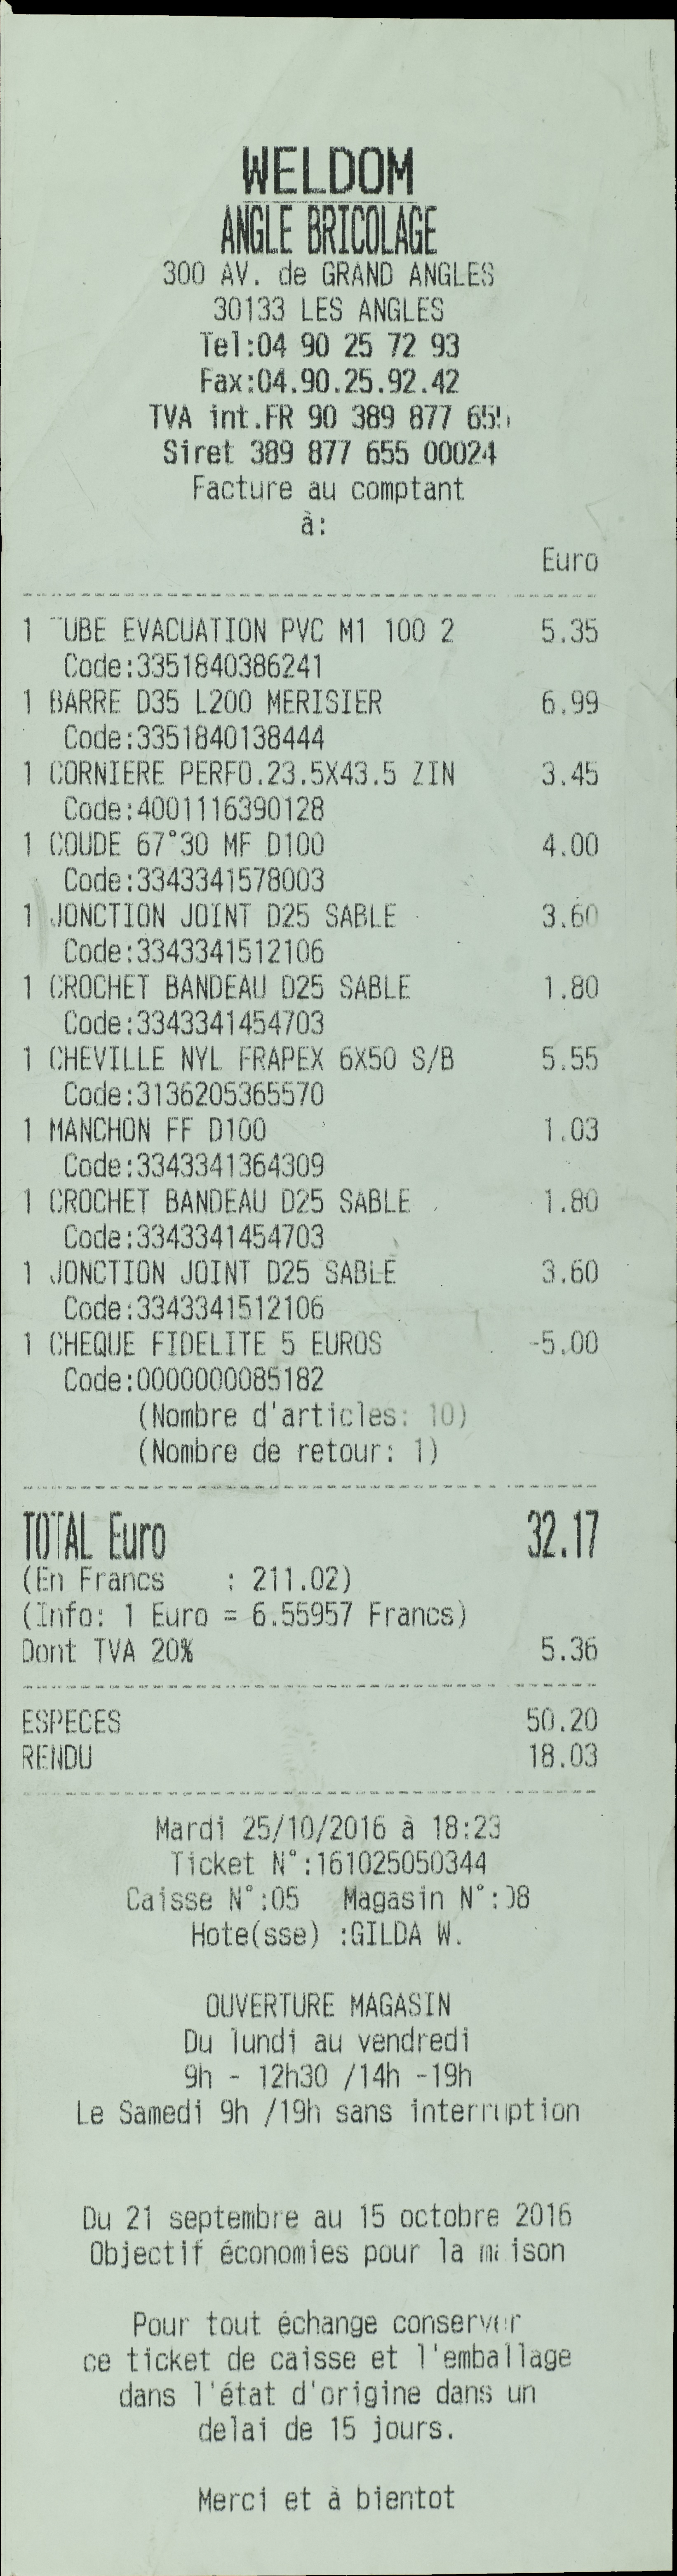 WELDOM
ANGLE BRICOLAGE
300 AV. de GRAND ANGLES
30133 LES ANGLES
Tel:04 90 25 72 93
Fax:04.90.25.92.42
TVA int.FR 90 389 877 655
Siret 389 877 655 00024
Facture au comptant
à:
Euro
1 TUBE EVACUATION PVC M1 100 2 5.35
Code:3351840386241
1 BARRE D35 L200 MERISIER 6.99
Code:3351840138444
1 CORNIERE PERFO.23.5X43.5 ZIN 3.45
Code:4001116390128
1 COUDE 67°30 MF D100 4.00
Code:3343341578003
1 JONCTION JOINT D25 SABLE 3.60
Code:3343341512106
1 CROCHET BANDEAU D25 SABLE 1.80
Code:3343341454703
1 CHEVILLE NYL FRAPEX 6X50 S/B 5.55
Code:3136205365570
1 MANCHON FF D100 1.03
Code:3343341364309
1 CROCHET BANDEAU D25 SABLE 1.80
Code:3343341454703
1 JONCTION JOINT D25 SABLE 3.60
Code:3343341512106
1 CHEQUE FIDELITE 5 EUROS -5.00
Code:0000000085182
(Nombre d'articles: 10)
(Nombre de retour: 1)
TOTAL Euro 32.17
(En Francs : 211.02)
(Info: 1 Euro = 6.55957 Francs)
Dont TVA 20% 5.36
ESPECES 50.20
RENDU 18.03
Mardi 25/10/2016 à 18:23
Ticket N°:161025050344
Caisse N°:05 Magasin N°:08
Hote(sse) :GILDA W.
OUVERTURE MAGASIN
Du lundi au vendredi
9h - 12h30 /14h -19h
Le Samedi 9h /19h sans interruption
Du 21 septembre au 15 octobre 2016
Objectif économies pour la maison
Pour tout échange conserver
ce ticket de caisse et l'emballage
dans l'état d'origine dans un
delai de 15 jours.
Merci et à bientot